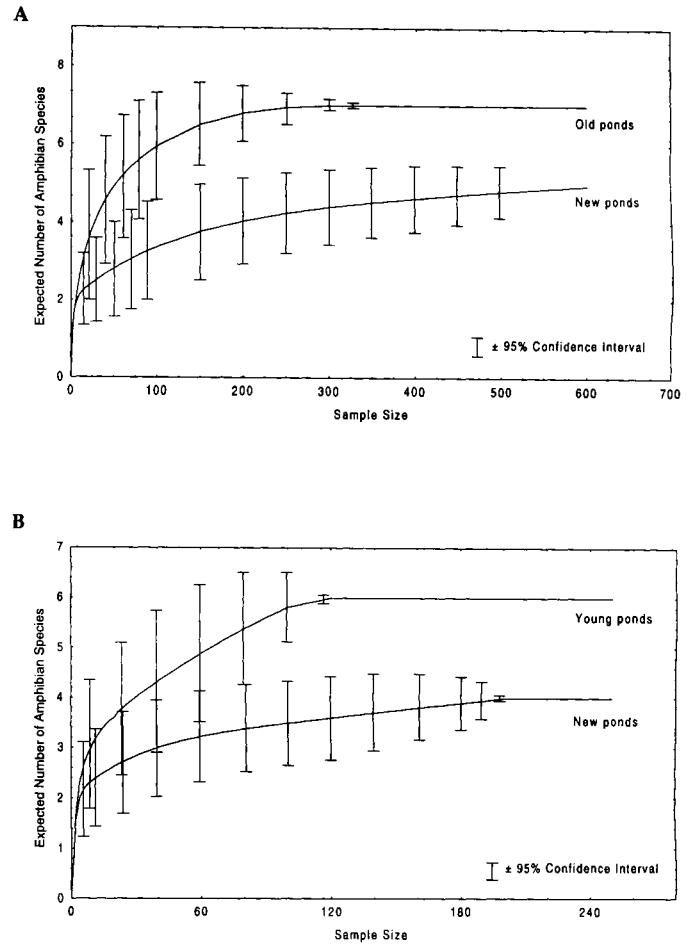 A
Expected Number of Amphibian Species
8
6
4
2
0
Old ponds
New ponds
± 95% Confidence Interval
0 100 200 300 400 500 600 700
Sample Size
B
Expected Number of Amphibian Species
7
6
5
4
3
2
1
0
Young ponds
New ponds
± 95% Confidence Interval
0 60 120 180 240
Sample Size